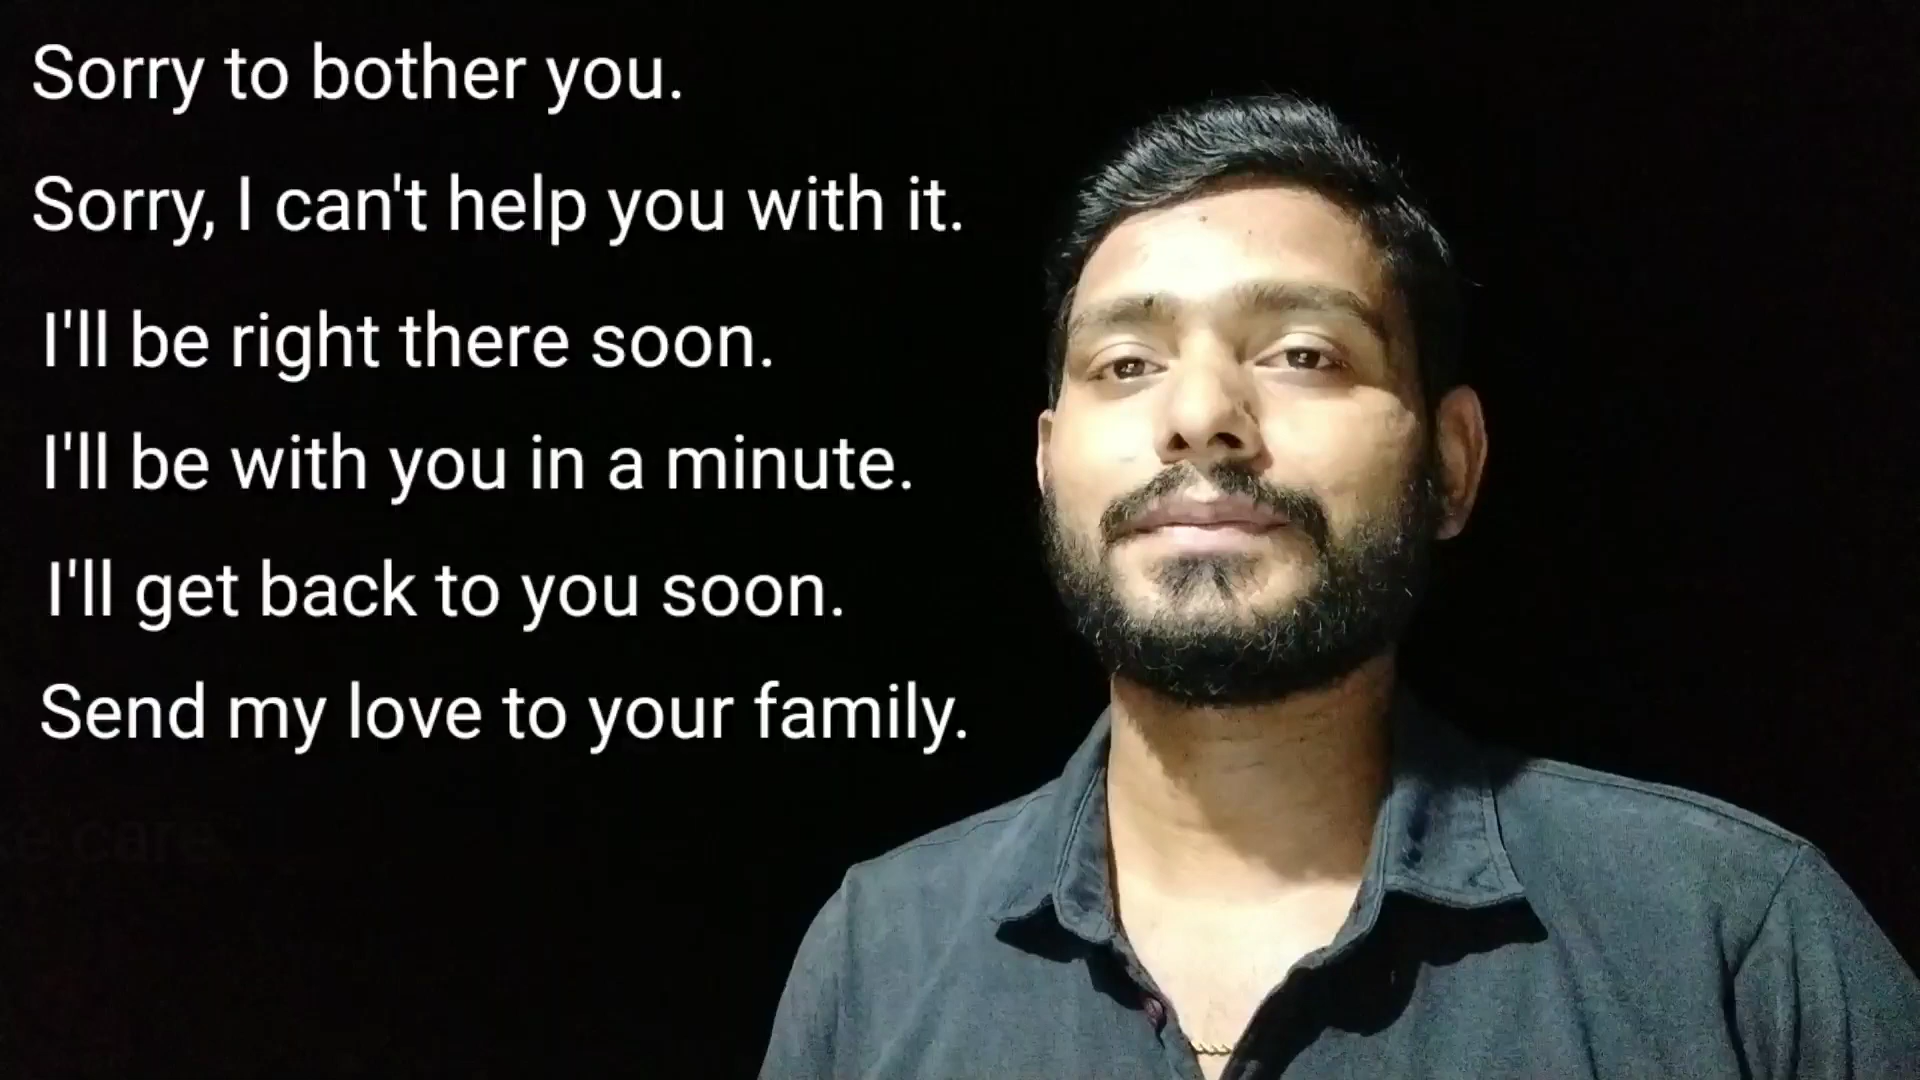 Sorry to bother you.
Sorry, I can't help you with it.
I'll be right there soon.
I'll be with you in a minute.
I'll get back to you soon.
Send my love to your family.
care